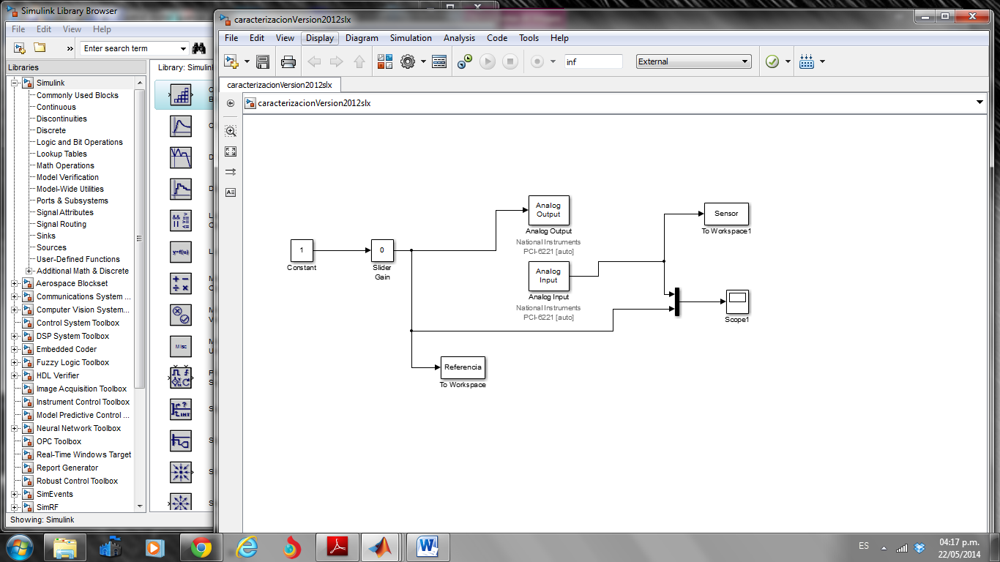 Simulink Library Browser
File Edit View Help
Enter search term
Libraries
Library: Simulink
Simulink
Commonly Used Blocks
Continuous
Discontinuities
Discrete
Logic and Bit Operations
Lookup Tables
Math Operations
Model Verification
Model-Wide Utilities
Ports & Subsystems
Signal Attributes
Signal Routing
Sinks
Sources
User-Defined Functions
Additional Math & Discrete
Aerospace Blockset
Communications System ...
Computer Vision System...
Control System Toolbox
DSP System Toolbox
Embedded Coder
Fuzzy Logic Toolbox
HDL Verifier
Image Acquisition Toolbox
Instrument Control Toolbox
Model Predictive Control ...
Neural Network Toolbox
OPC Toolbox
Real-Time Windows Target
Report Generator
Robust Control Toolbox
SimEvents
SimRF
Showing: Simulink
y=f(u)
Misc
caracterizacionVersion2012slx
File Edit View Display Diagram Simulation Analysis Code Tools Help
inf
External
caracterizacionVersion2012slx
caracterizacionVersion2012slx
1
Constant
0
Slider
Gain
Analog
Output
Analog Output
National Instruments
PCI-6221 [auto]
Analog
Input
Analog Input
National Instruments
PCI-6221 [auto]
Sensor
To Workspace1
Scope1
Referencia
To Workspace
ES
04:17 p.m.
22/05/2014